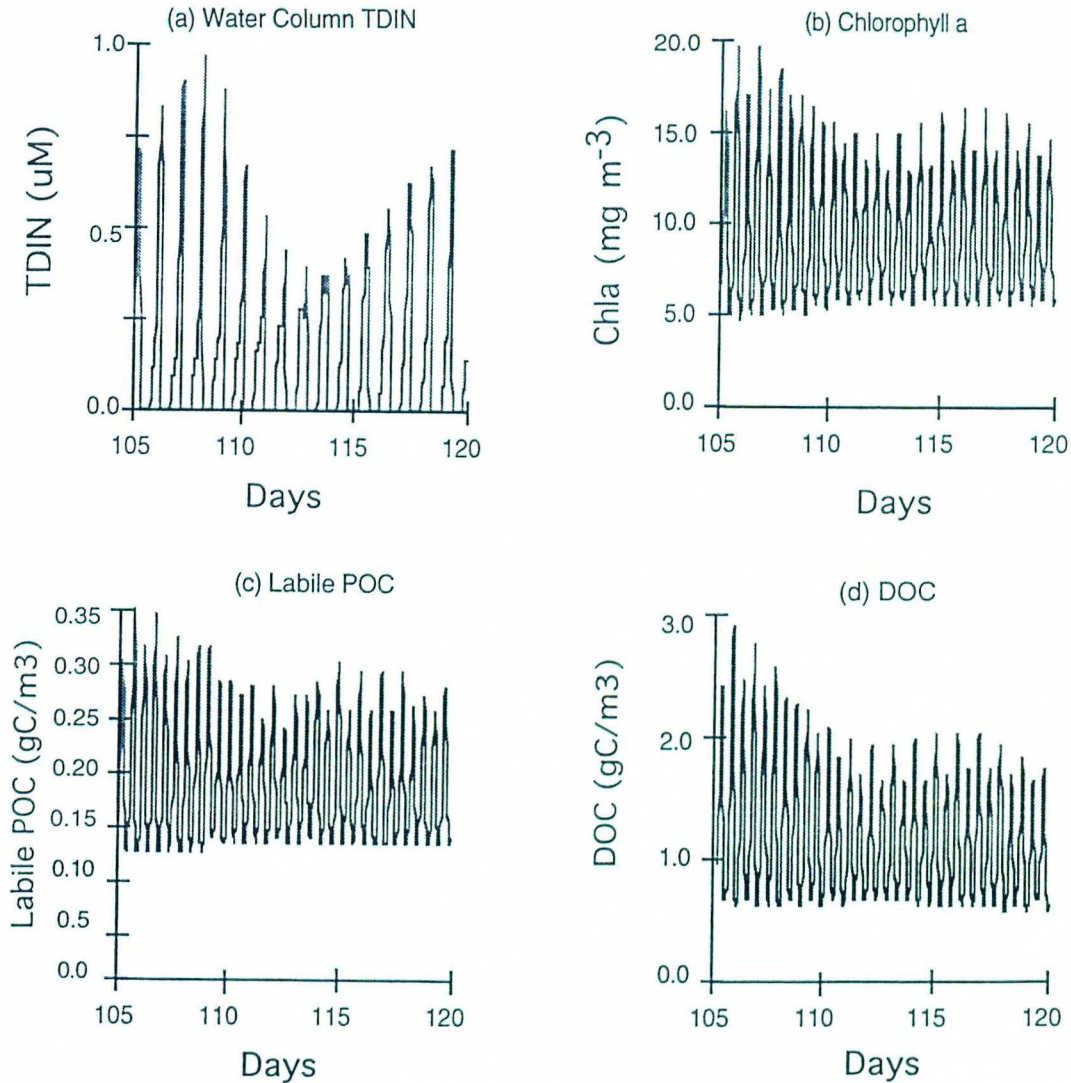 (a) Water Column TDIN
1.0
0.5
0.0
TDIN (uM)
105 110 115 120
Days
(b) Chlorophyll a
20.0
15.0
10.0
5.0
0.0
Chla (mg m-3)
105 110 115 120
Days
(c) Labile POC
0.35
0.30
0.25
0.20
0.15
0.10
0.5
0.0
Labile POC (gC/m3)
105 110 115 120
Days
(d) DOC
3.0
2.0
1.0
0.0
DOC (gC/m3)
105 110 115 120
Days